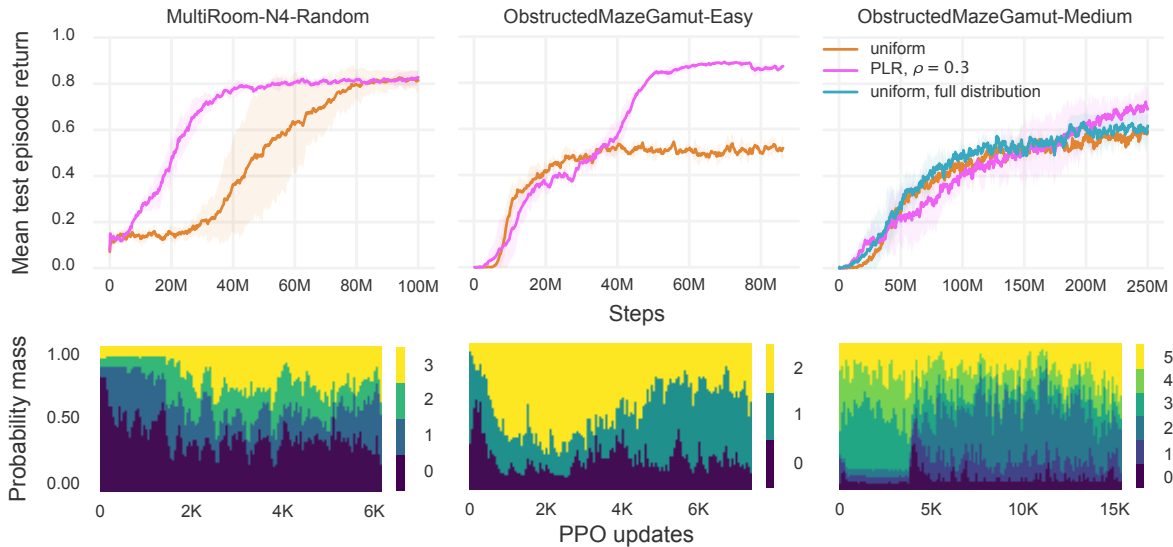 MultiRoom-N4-Random
ObstructedMazeGamut-Easy
ObstructedMazeGamut-Medium
Mean test episode return
1.0
0.8
0.6
0.4
0.2
0.0
uniform
PLR, ρ = 0.3
uniform, full distribution
0 20M 40M 60M 80M 100M
0 20M 40M 60M 80M
0 50M 100M 150M 200M 250M
Steps
Probability mass
1.00
0.50
0.00
3
2
1
0
2
1
0
5
4
3
2
1
0
0 2K 4K 6K
0 2K 4K 6K
0 5K 10K 15K
PPO updates